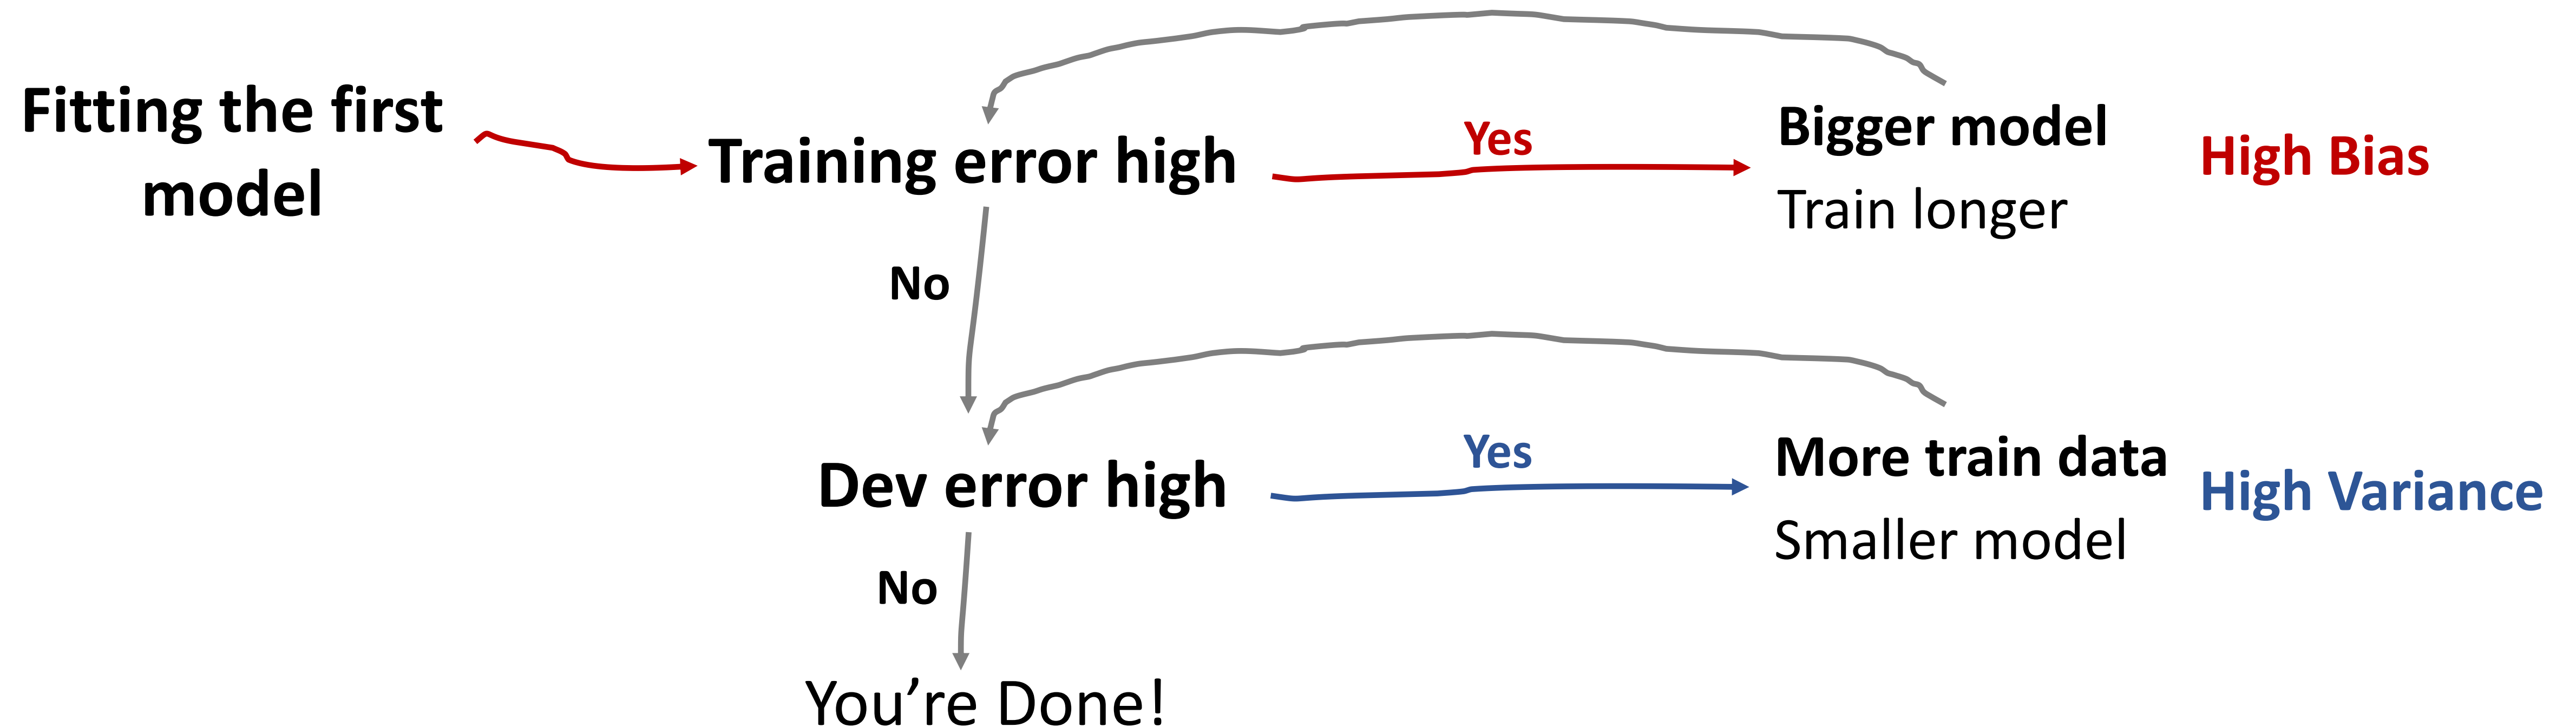 Fitting the first
model
Training error high
Yes
Bigger model
Train longer
High Bias
No
Dev error high
Yes
More train data
Smaller model
High Variance
No
You're Done!